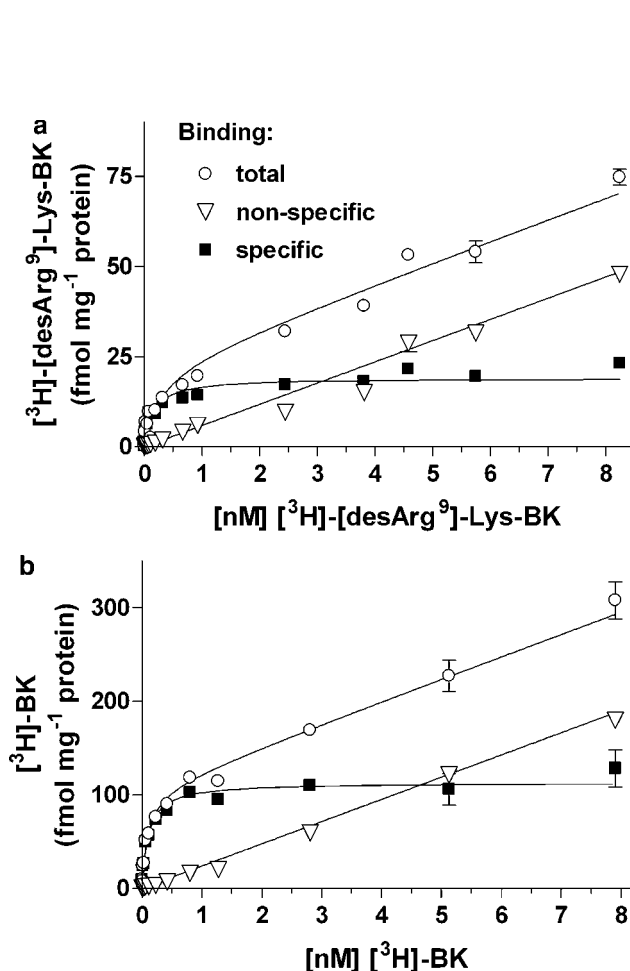 a
[³H]-[desArg⁹]-Lys-BK
(fmol mg⁻¹ protein)
Binding:
total
non-specific
specific
75
50
25
0
0 1 2 3 4 5 6 7 8
[nM] [³H]-[desArg⁹]-Lys-BK
b
[³H]-BK
(fmol mg⁻¹ protein)
300
200
100
0
0 1 2 3 4 5 6 7 8
[nM] [³H]-BK